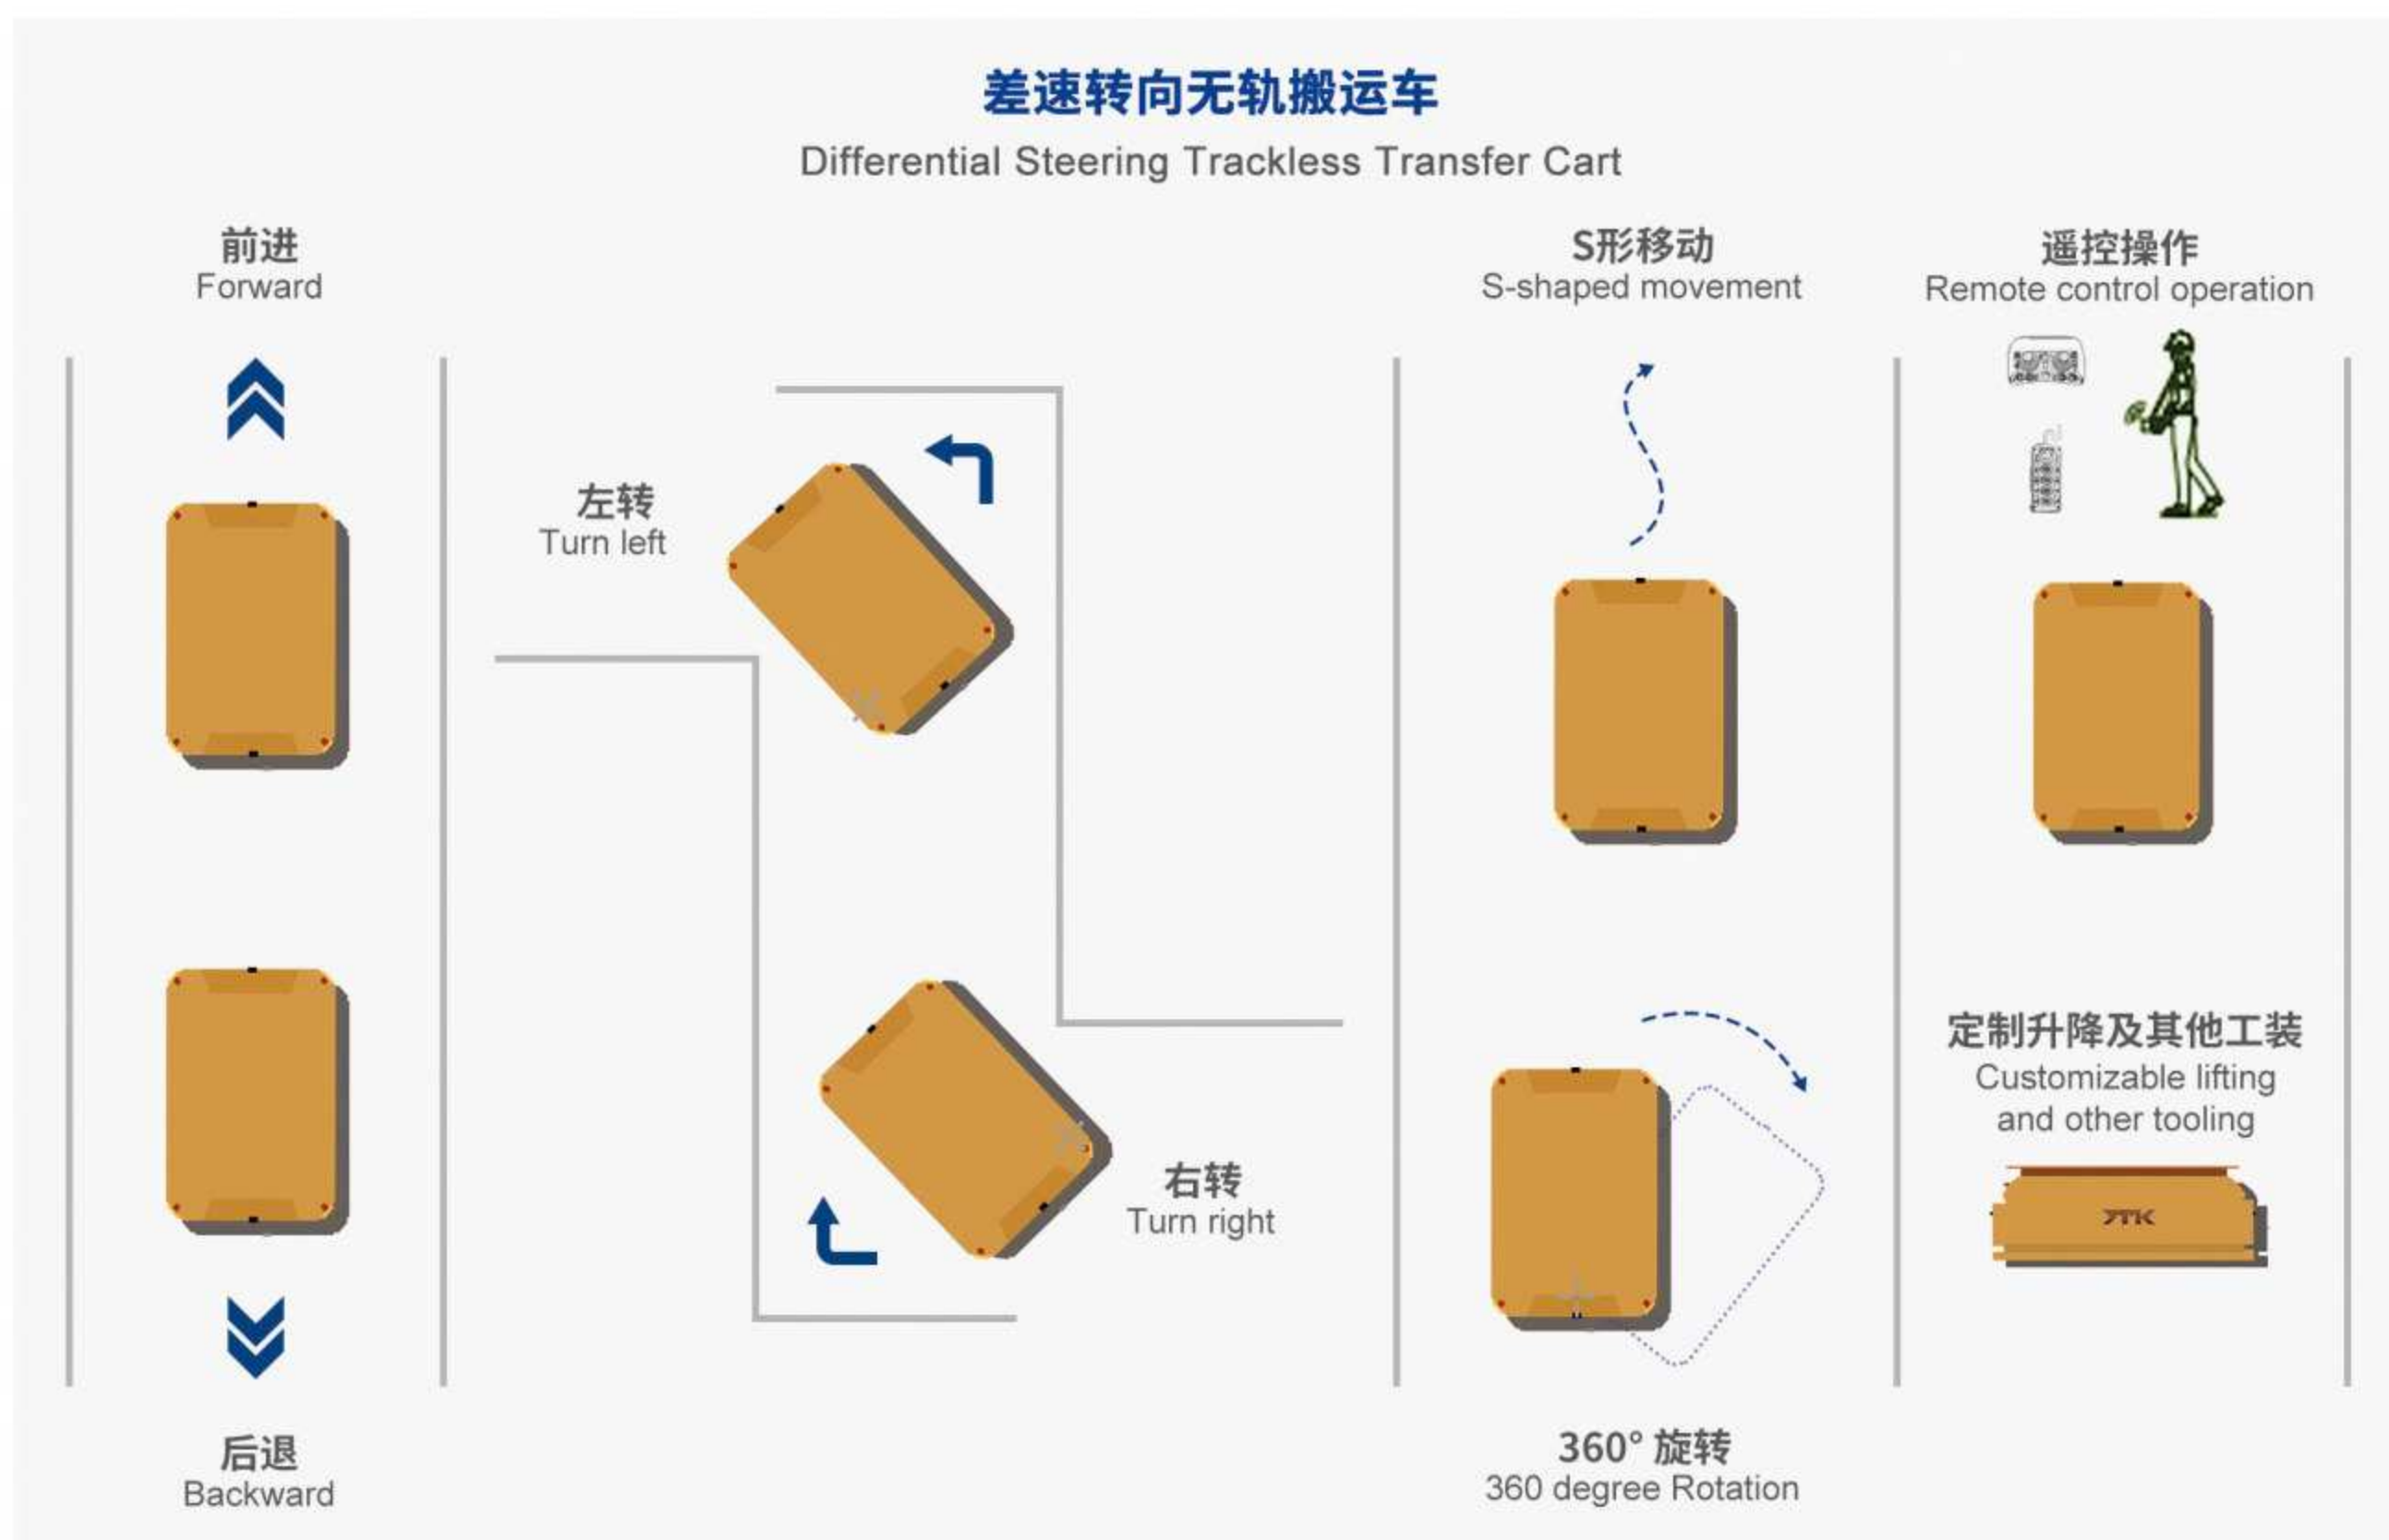 差速转向无轨搬运车
Differential Steering Trackless Transfer Cart
前进
Forward
后退
Backward
左转
Turn left
右转
Turn right
S形移动
S-shaped movement
360° 旋转
360 degree Rotation
遥控操作
Remote control operation
定制升降及其他工装
Customizable lifting
and other tooling